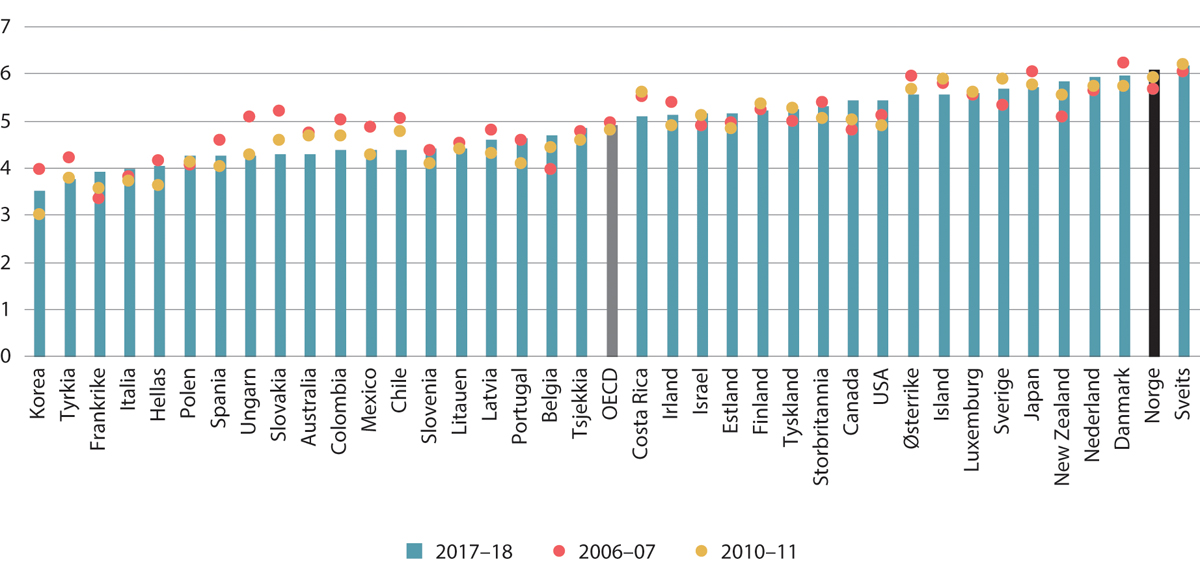 7
6
5
4
3
2
1
0
Korea
Tyrkia
Frankrike
Italia
Hellas
Polen
Spania
Ungarn
Slovakia
Australia
Colombia
Mexico
Chile
Slovenia
Litauen
Latvia
Portugal
Belgia
Tsjekkia
OECD
Costa Rica
Irland
Israel
Estland
Finland
Tyskland
Storbritannia
Canada
USA
Østerrike
Island
Luxemburg
Sverige
Japan
New Zealand
Nederland
Danmark
Norge
Sveits
2017–18 2006–07 2010–11